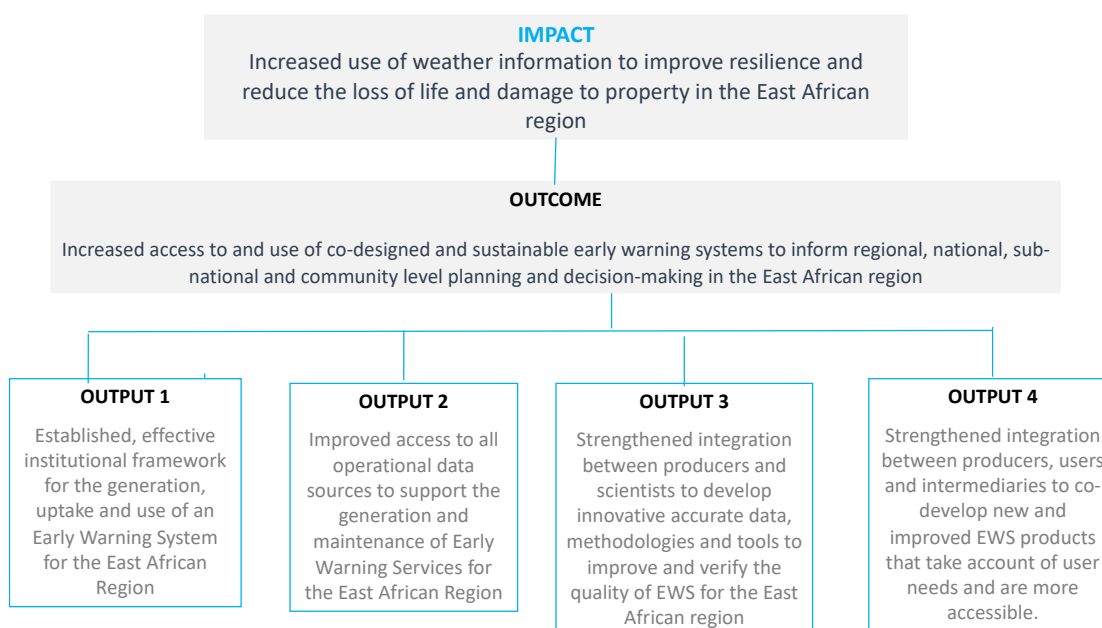 IMPACT
Increased use of weather information to improve resilience and
reduce the loss of life and damage to property in the East African
region
OUTCOME
Increased access to and use of co-designed and sustainable early warning systems to inform regional, national, sub-
national and community level planning and decision-making in the East African region
OUTPUT 1
Established, effective
institutional framework
for the generation,
uptake and use of an
Early Warning System
for the East African
Region
OUTPUT 2
Improved access to all
operational data
sources to support the
generation and
maintenance of Early
Warning Services for
the East African Region
OUTPUT 3
Strengthened integration
between producers and
scientists to develop
innovative accurate data,
methodologies and tools to
improve and verify the
quality of EWS for the East
African region
OUTPUT 4
Strengthened integration
between producers, users
and intermediaries to co-
develop new and
improved EWS products
that take account of user
needs and are more
accessible.